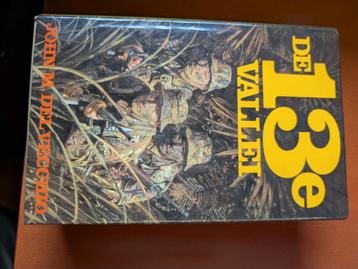 DE
13e
VALLEI
JOHN M. DEL VECCHIO